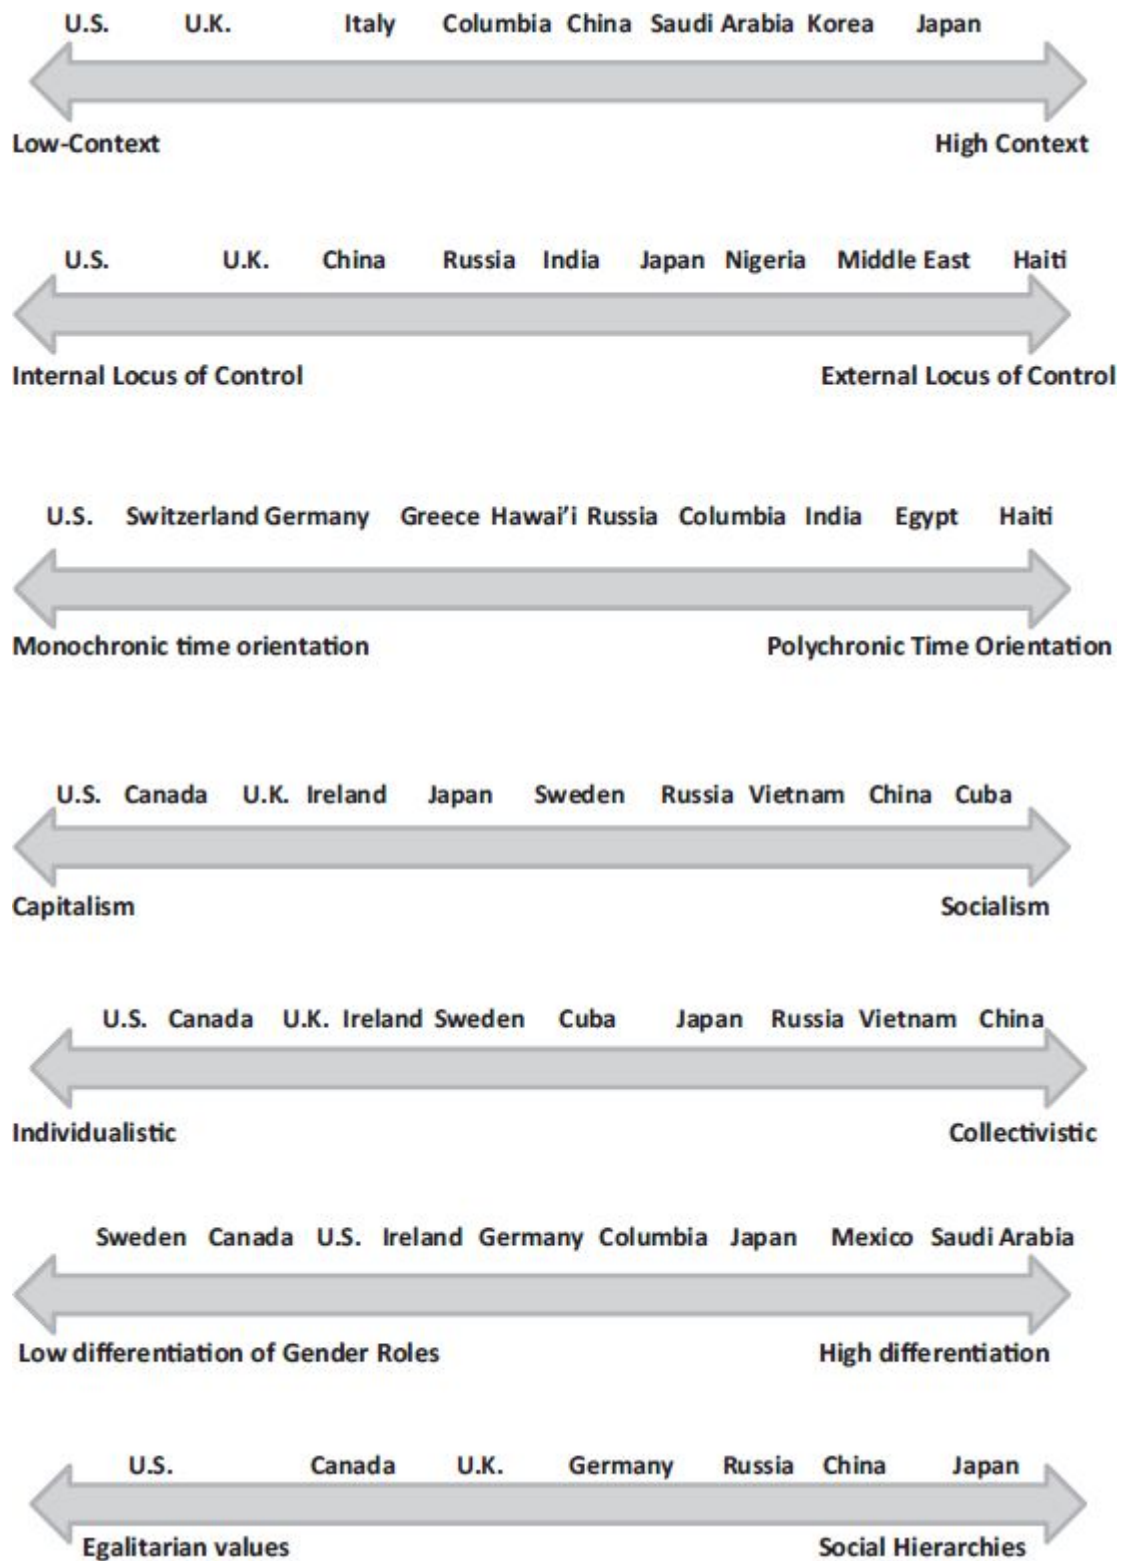 U.S. U.K. Italy Columbia China Saudi Arabia Korea Japan
Low-Context High Context
U.S. U.K. China Russia India Japan Nigeria Middle East Haiti
Internal Locus of Control External Locus of Control
U.S. Switzerland Germany Greece Hawai'i Russia Columbia India Egypt Haiti
Monochronic time orientation Polychronic Time Orientation
U.S. Canada U.K. Ireland Japan Sweden Russia Vietnam China Cuba
Capitalism Socialism
U.S. Canada U.K. Ireland Sweden Cuba Japan Russia Vietnam China
Individualistic Collectivistic
Sweden Canada U.S. Ireland Germany Columbia Japan Mexico Saudi Arabia
Low differentiation of Gender Roles High differentiation
U.S. Canada U.K. Germany Russia China Japan
Egalitarian values Social Hierarchies